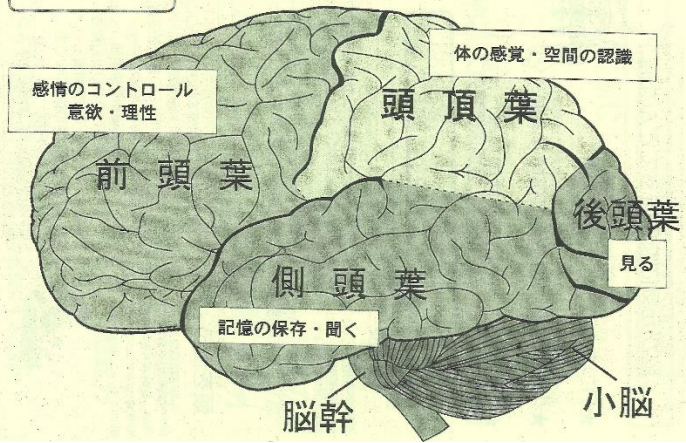 体の感覚・空間の認識
感情のコントロール
意欲・理性
頭頂葉
前頭葉
後頭葉
見る
側頭葉
記憶の保存・聞く
脳幹
小脳